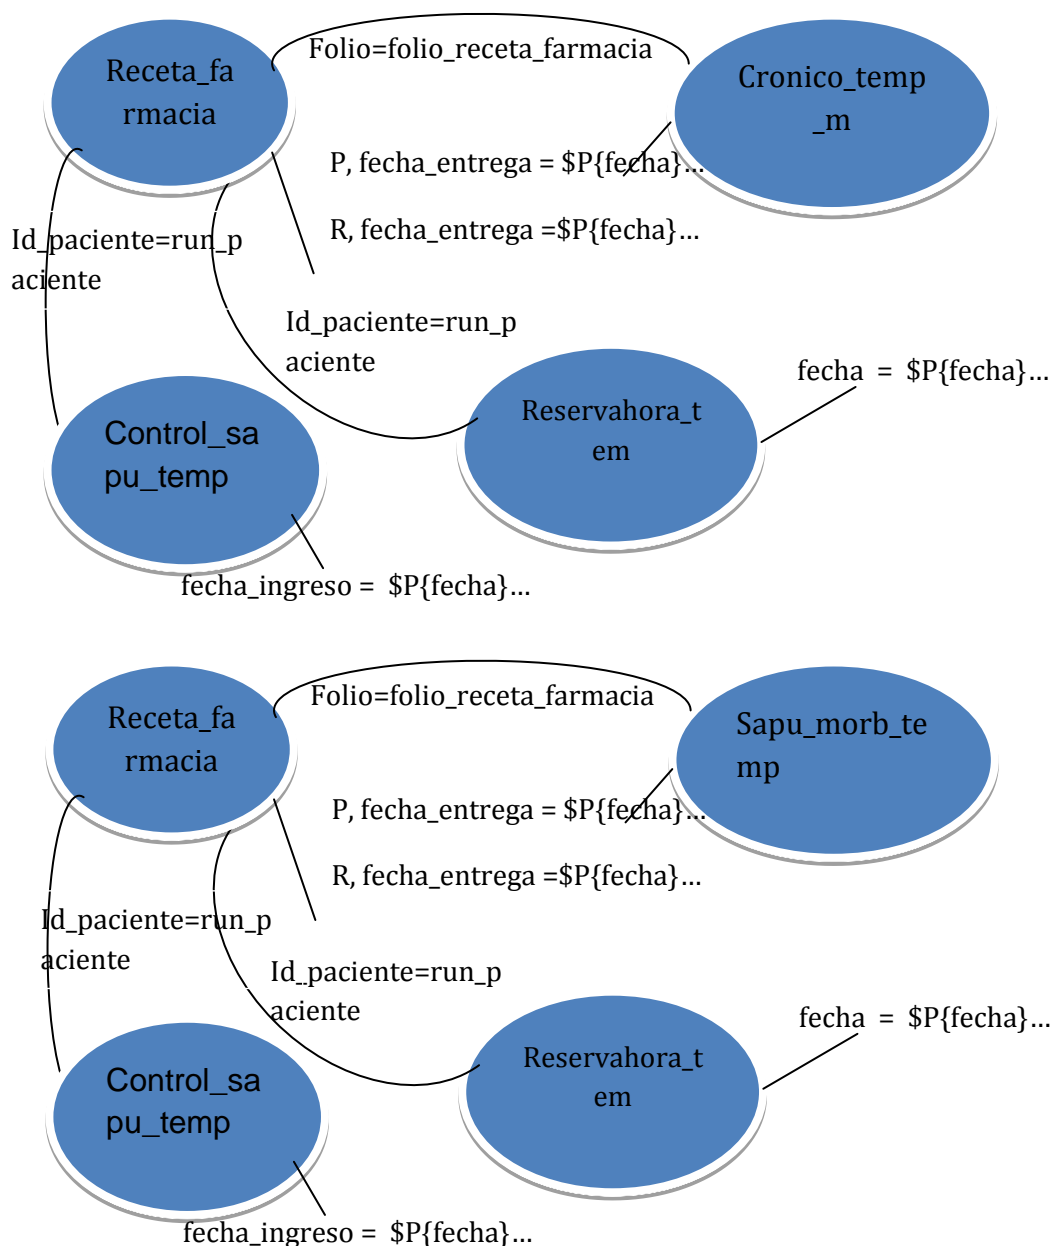 Folio=folio_receta_farmacia
Receta_fa
rmacia
Cronico_temp
_m
P, fecha_entrega = $P{fecha}...
R, fecha_entrega =$P{fecha}...
Id_paciente=run_p
aciente
Id_paciente=run_p
aciente
fecha = $P{fecha}...
Control_sa
pu_temp
Reservahora_t
em
fecha_ingreso = $P{fecha}...
Folio=folio_receta_farmacia
Receta_fa
rmacia
Sapu_morb_te
mp
P, fecha_entrega = $P{fecha}...
R, fecha_entrega =$P{fecha}...
Id_paciente=run_p
aciente
Id_paciente=run_p
aciente
fecha = $P{fecha}...
Control_sa
pu_temp
Reservahora_t
em
fecha_ingreso = $P{fecha}...